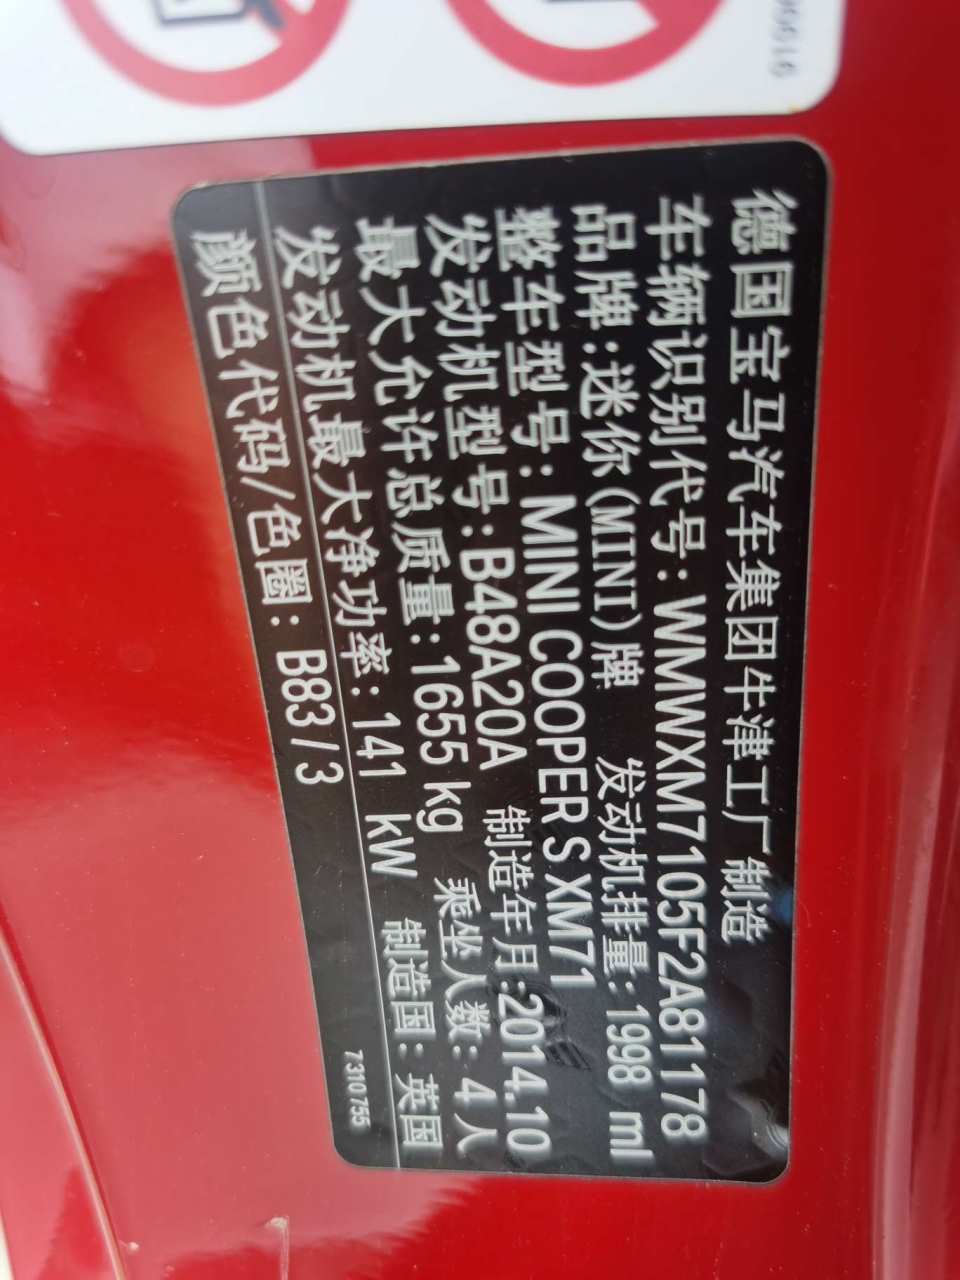 德国宝马汽车集团牛津工厂制造
车辆识别代号: WMWXM7105F2A81178
品牌:迷你(MINI)牌 发动机排量: 1998 ml
整车型号: MINI COOPER S XM71
发动机型号: B48A20A 制造年月:2014.10
最大允许总质量: 1655 kg 乘坐人数: 4 人
发动机最大净功率: 141 kW 制造国: 英国
颜色代码/色圈: B83 / 3
7310 755